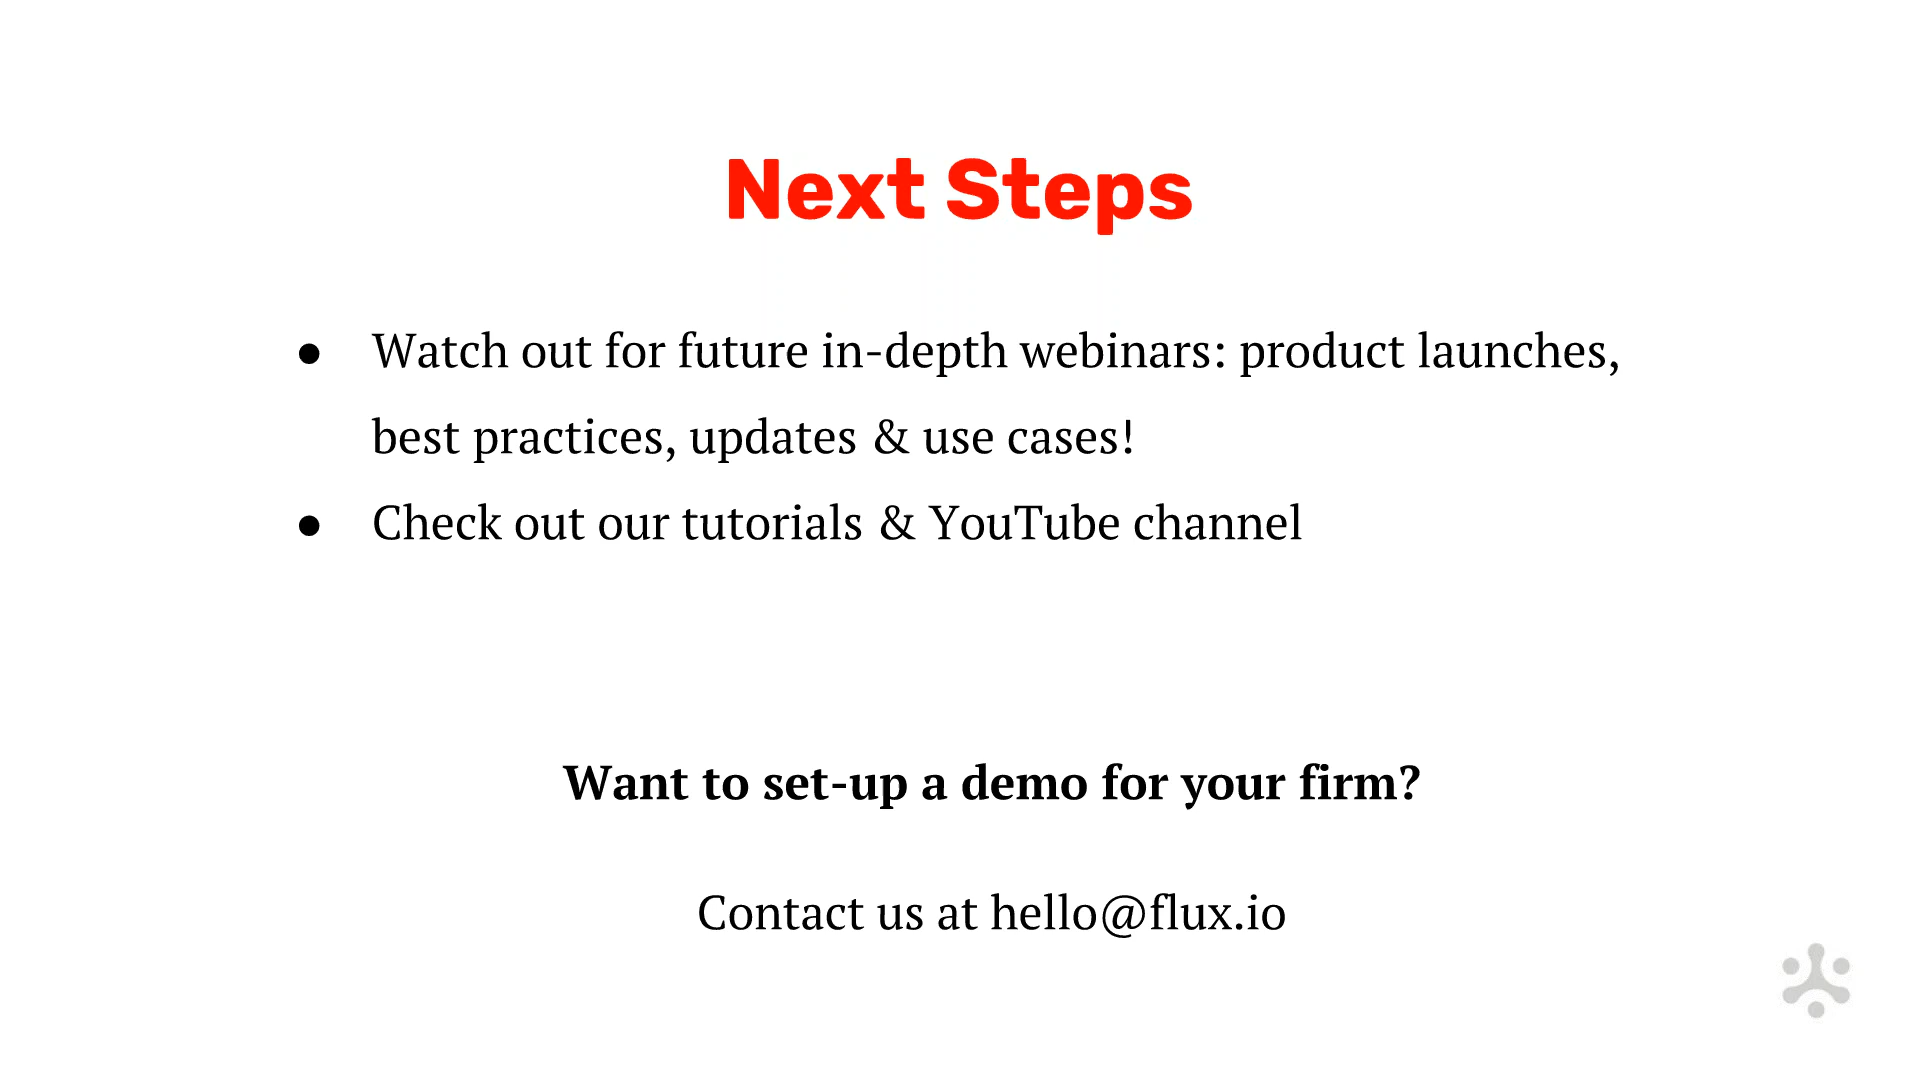 Next Steps
● Watch out for future in-depth webinars: product launches,
best practices, updates & use cases!
● Check out our tutorials & YouTube channel
Want to set-up a demo for your firm?
Contact us at hello@flux.io